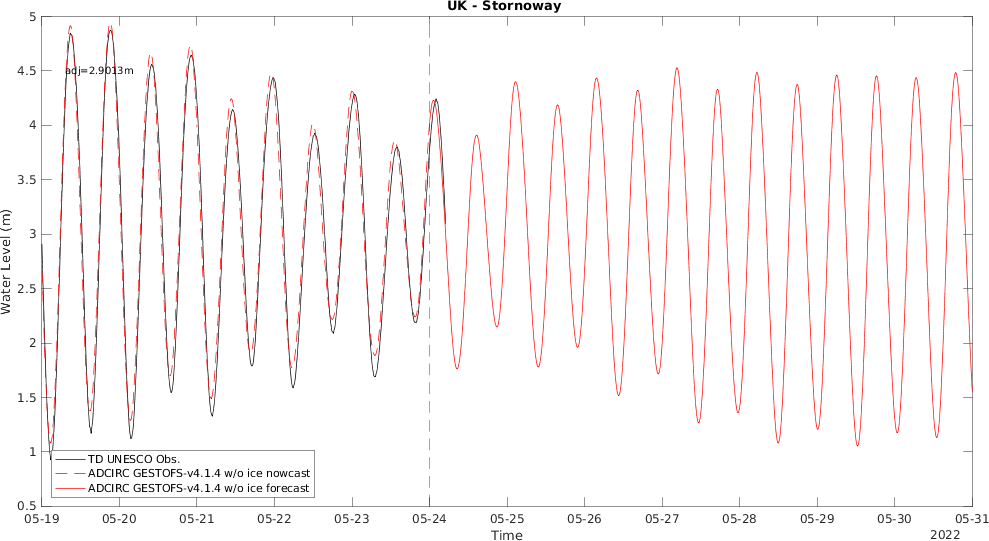 UK - Stornoway
5
4.5
4
3.5
3
2.5
2
1.5
1
0.5
Water Level (m)
adj=2.9013m
TD UNESCO Obs.
ADCIRC GESTOFS-v4.1.4 w/o ice nowcast
ADCIRC GESTOFS-v4.1.4 w/o ice forecast
05-19 05-20 05-21 05-22 05-23 05-24 05-25 05-26 05-27 05-28 05-29 05-30 05-31
Time
2022